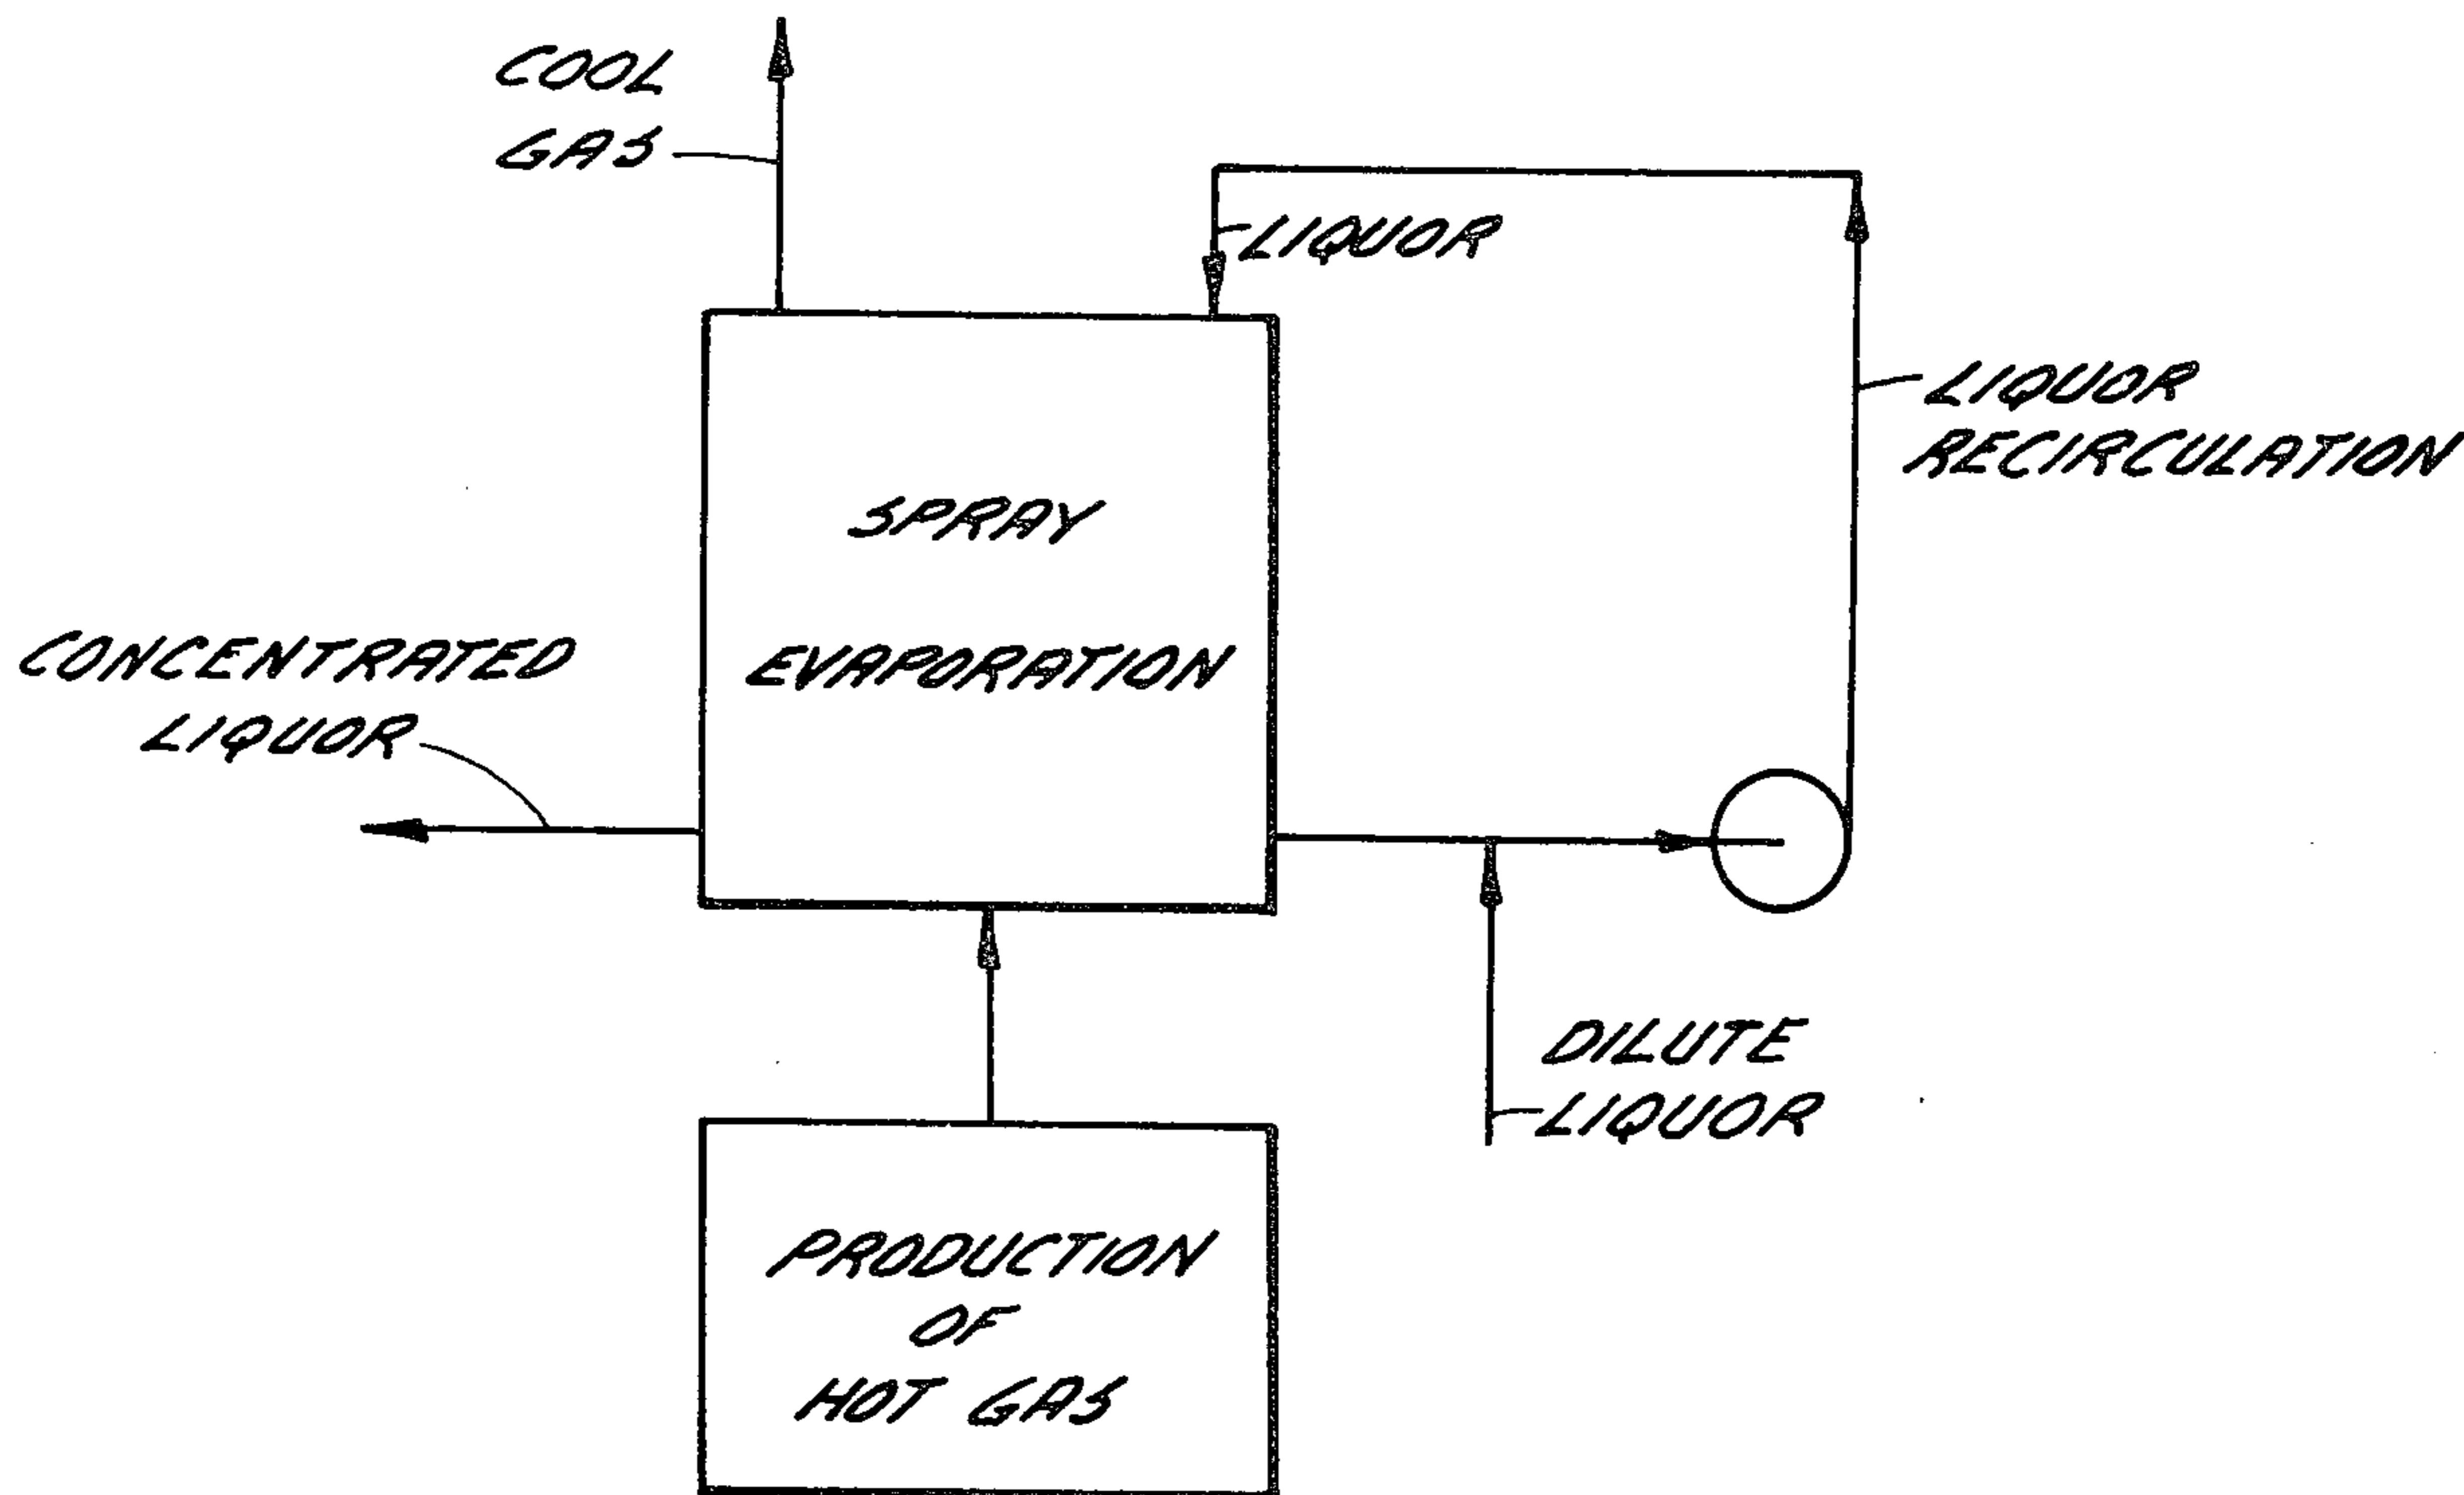 COOL
GAS
LIQUOR
LIQUOR
RECIRCULATION
SPRAY
EVAPORATION
CONCENTRATED
LIQUOR
DILUTE
LIQUOR
PRODUCTION
OF
HOT GAS